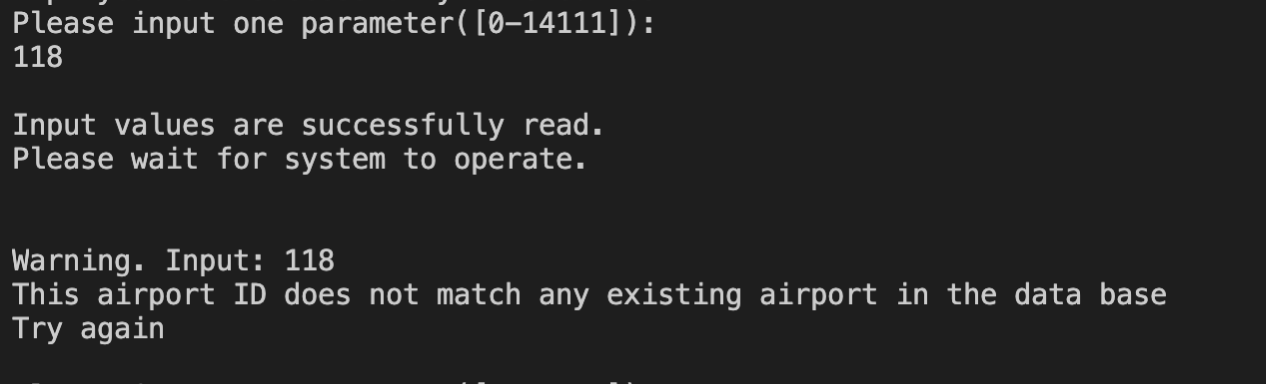 Please input one parameter([0-14111]):
118
Input values are successfully read.
Please wait for system to operate.
Warning. Input: 118
This airport ID does not match any existing airport in the data base
Try again